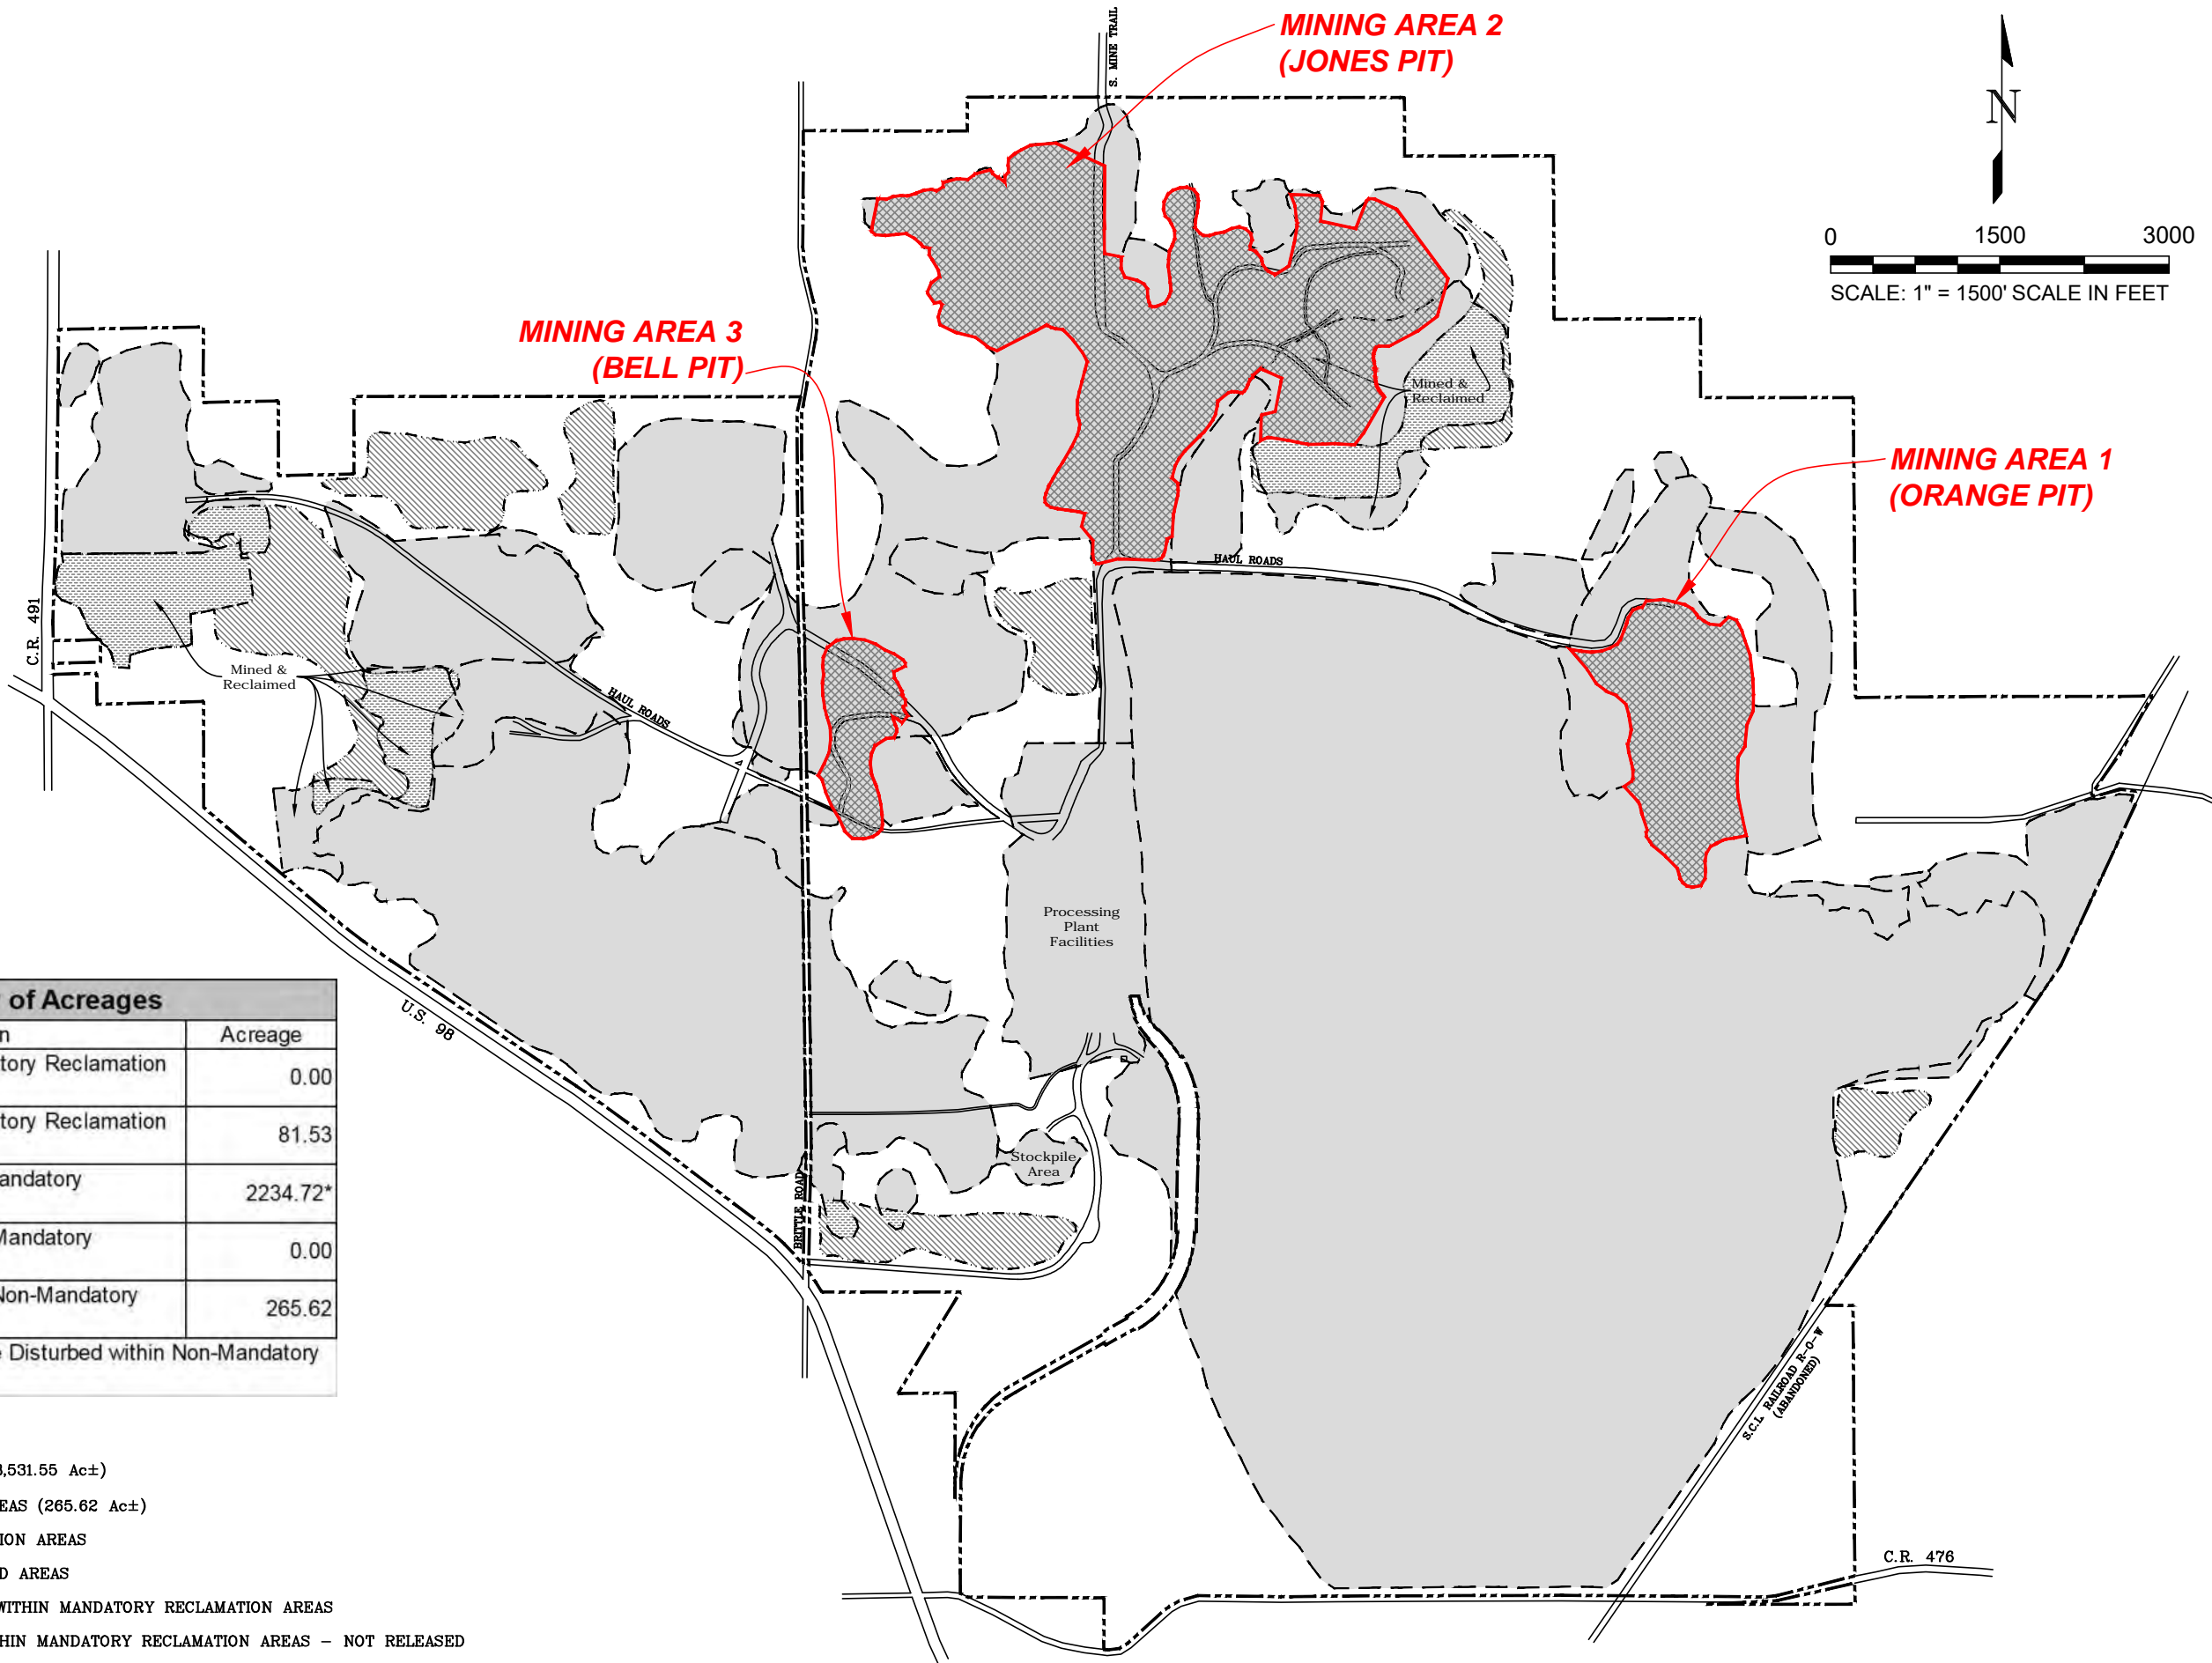 S. MINE TRAIL
MINING AREA 2
(JONES PIT)
N
0 1500 3000
SCALE: 1" = 1500' SCALE IN FEET
MINING AREA 3
(BELL PIT)
Mined &
Reclaimed
MINING AREA 1
(ORANGE PIT)
HAUL ROADS
C.R. 491
Mined &
Reclaimed
HAUL ROADS
Processing
Plant
Facilities
U.S. 98
Stockpile
Area
BRITTLE ROAD
S.C.L. RAILROAD R-O-W
(ABANDONED)
C.R. 476
of Acreages
n Acreage
tory Reclamation 0.00
tory Reclamation 81.53
andatory 2234.72*
Mandatory 0.00
Non-Mandatory 265.62
e Disturbed within Non-Mandatory
3,531.55 Ac±)
EAS (265.62 Ac±)
ION AREAS
D AREAS
WITHIN MANDATORY RECLAMATION AREAS
HIN MANDATORY RECLAMATION AREAS – NOT RELEASED